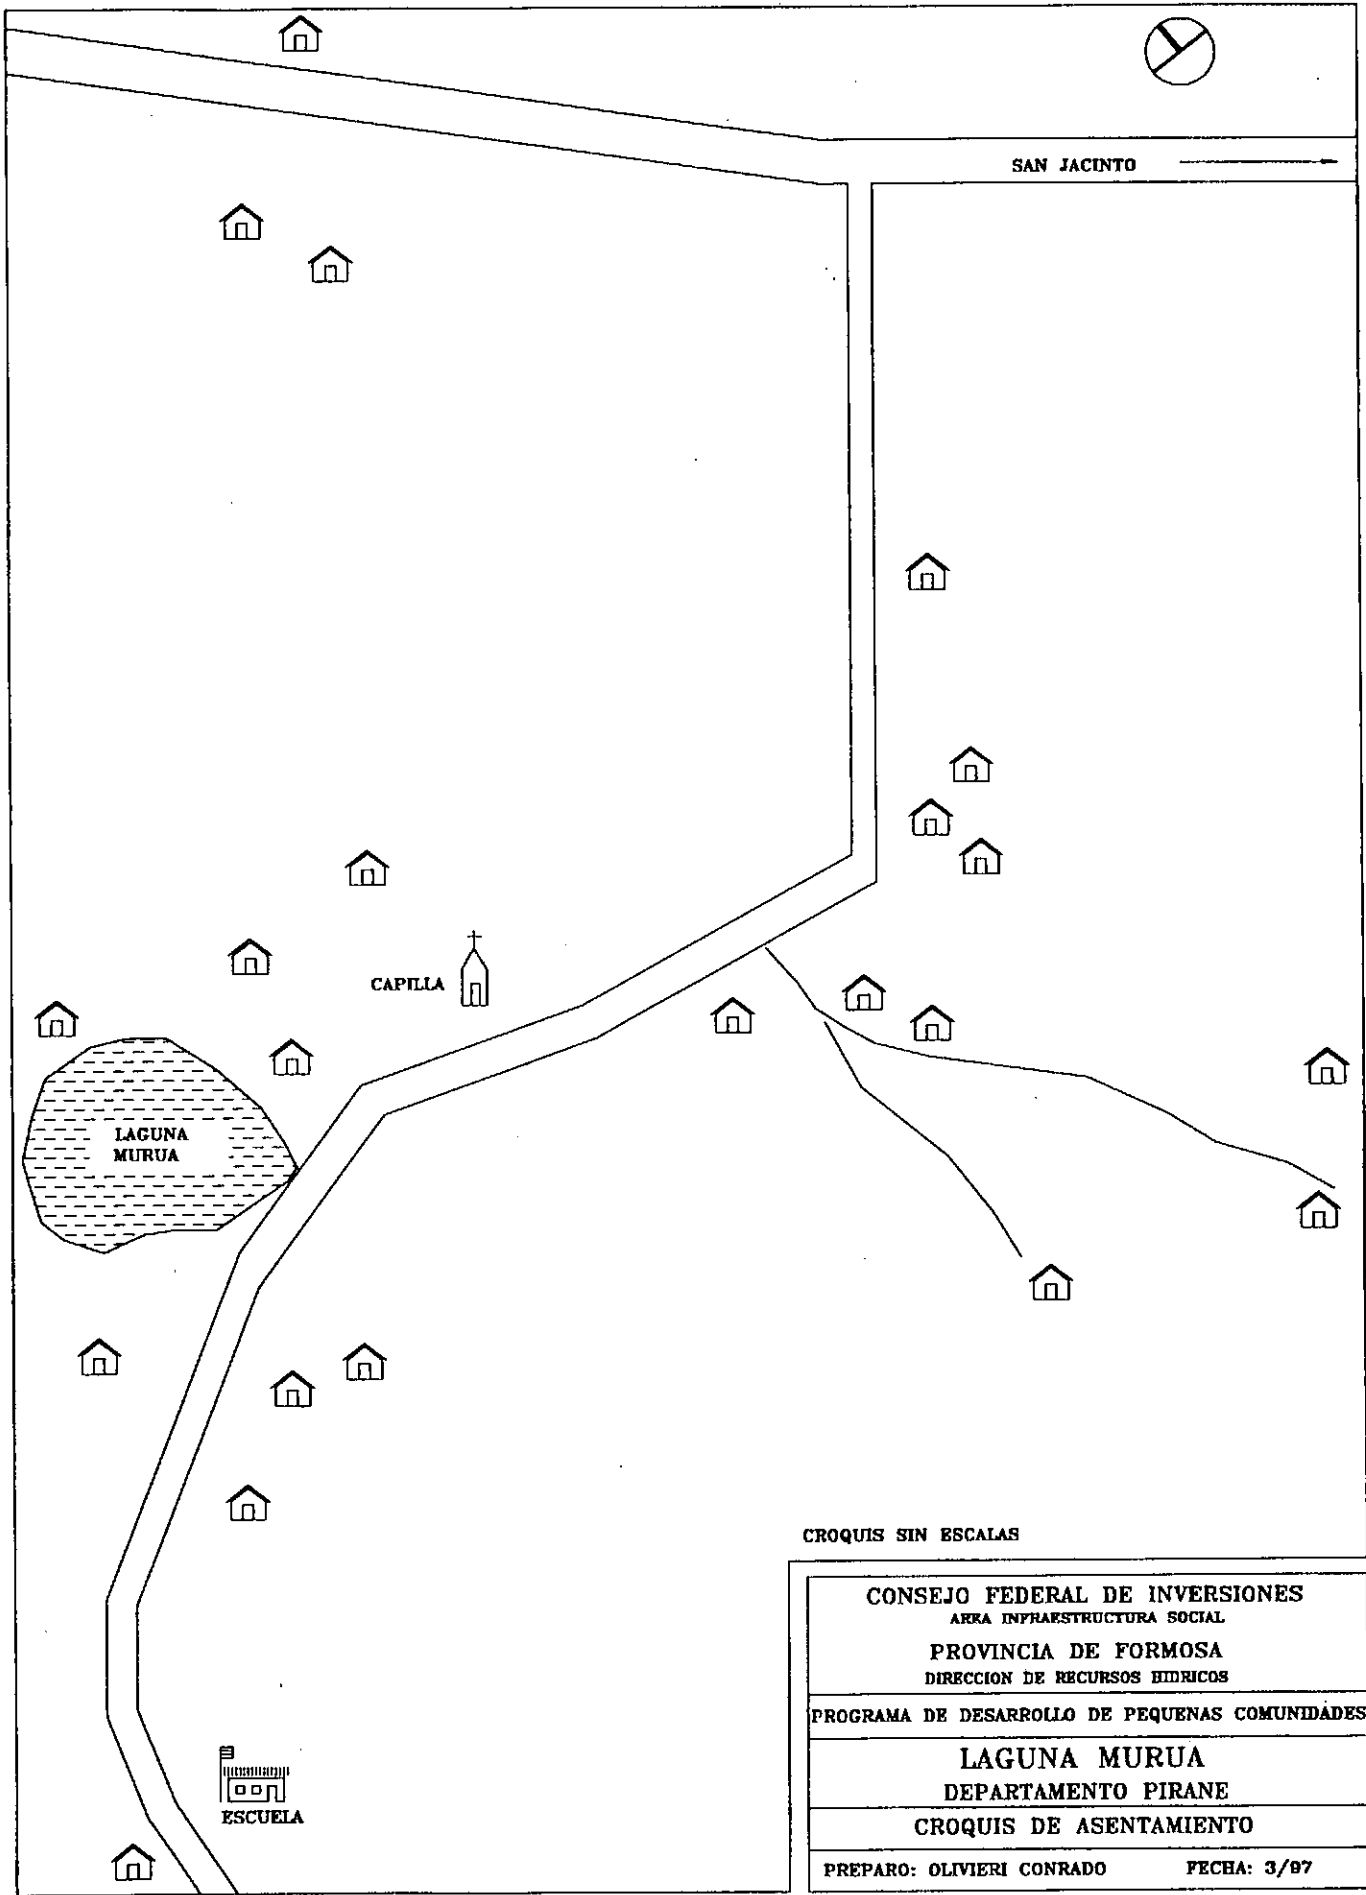 SAN JACINTO
CAPILLA
LAGUNA
MURUA
ESCUELA
CROQUIS SIN ESCALAS
CONSEJO FEDERAL DE INVERSIONES
AREA INFRAESTRUCTURA SOCIAL
PROVINCIA DE FORMOSA
DIRECCION DE RECURSOS HIDRICOS
PROGRAMA DE DESARROLLO DE PEQUENAS COMUNIDADES
LAGUNA MURUA
DEPARTAMENTO PIRANE
CROQUIS DE ASENTAMIENTO
PREPARO: OLIVIERI CONRADO FECHA: 3/97